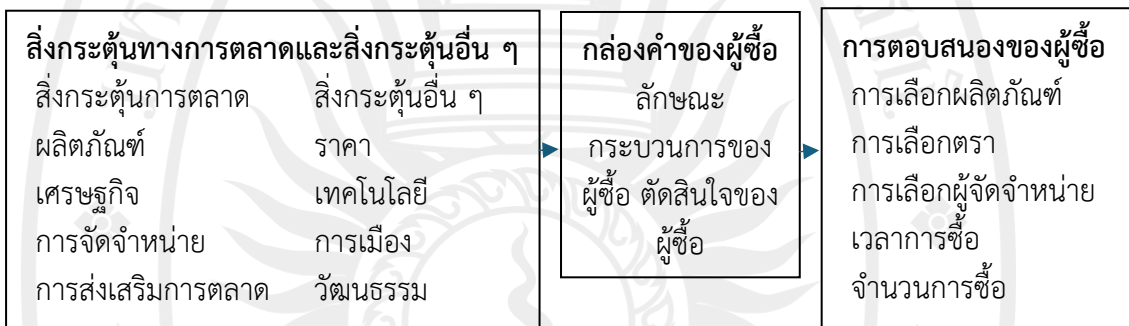 สิ่งกระตุ้นทางการตลาดและสิ่งกระตุ้นอื่น ๆ
สิ่งกระตุ้นการตลาด สิ่งกระตุ้นอื่น ๆ
ผลิตภัณฑ์ ราคา
เศรษฐกิจ เทคโนโลยี
การจัดจำหน่าย การเมือง
การส่งเสริมการตลาด วัฒนธรรม
กล่องคำของผู้ซื้อ
ลักษณะ
กระบวนการของ
ผู้ซื้อ ตัดสินใจของ
ผู้ซื้อ
การตอบสนองของผู้ซื้อ
การเลือกผลิตภัณฑ์
การเลือกตรา
การเลือกผู้จัดจำหน่าย
เวลาการซื้อ
จำนวนการซื้อ